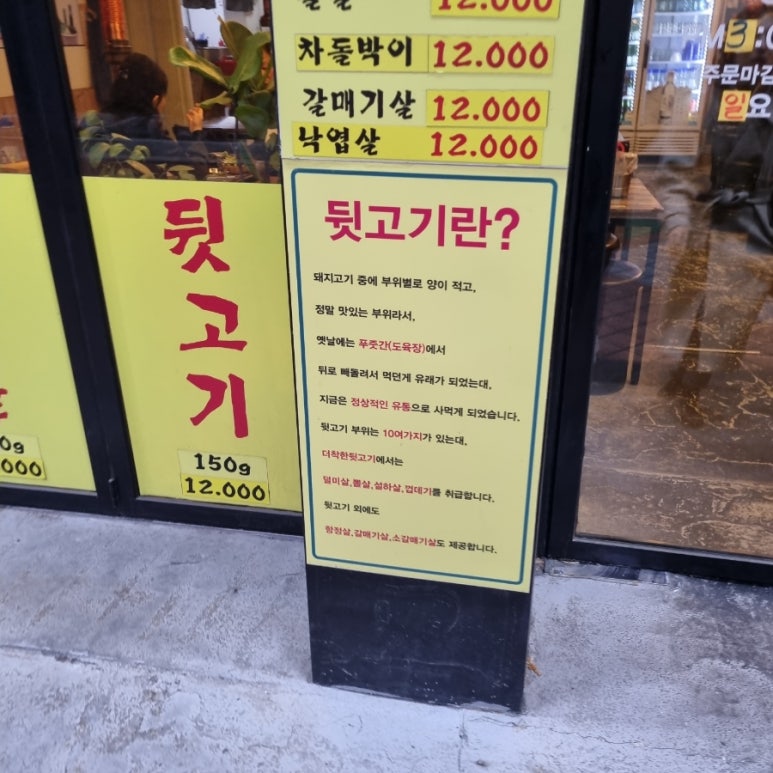 12.000
차돌박이 12.000
갈매기살 12.000
낙엽살 12.000
뒷고기
150g
12.000
뒷고기란?
돼지고기 중에 부위별로 양이 적고,
정말 맛있는 부위라서,
옛날에는 푸줏간(도육장)에서
뒤로 빼돌려서 먹던게 유래가 되었는대,
지금은 정상적인 유통으로 사먹게 되었습니다.
뒷고기 부위는 10여가지가 있는대,
더착한뒷고기에서는
덜미살,볼살,설하살,껍데기를 취급합니다.
뒷고기 외에도
항정살,갈매기살,소갈매기살도 제공합니다.
주문마감
일요